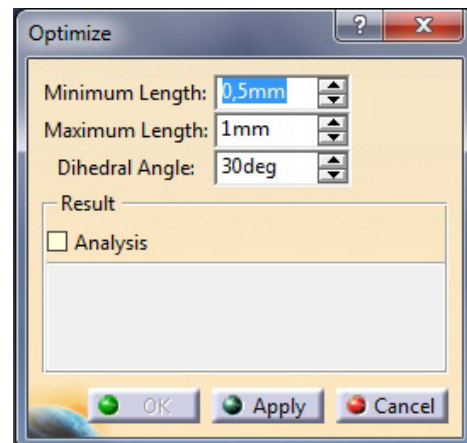 Optimize
Minimum Length: 0,5mm
Maximum Length: 1mm
Dihedral Angle: 30deg
Result
Analysis
OK Apply Cancel